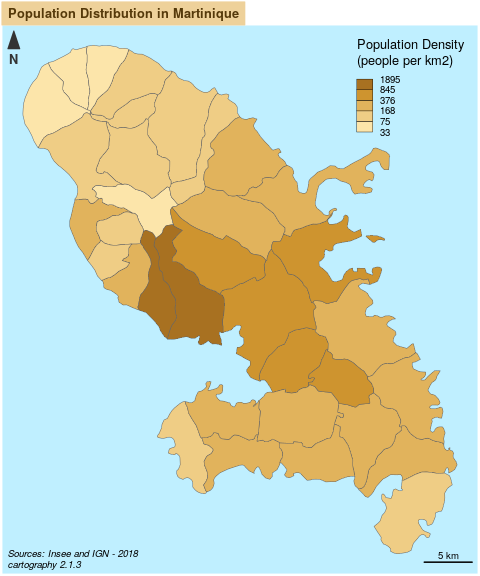 Population Distribution in Martinique
N
Population Density
(people per km2)
1895
845
376
168
75
33
Sources: Insee and IGN - 2018
cartography 2.1.3
5 km